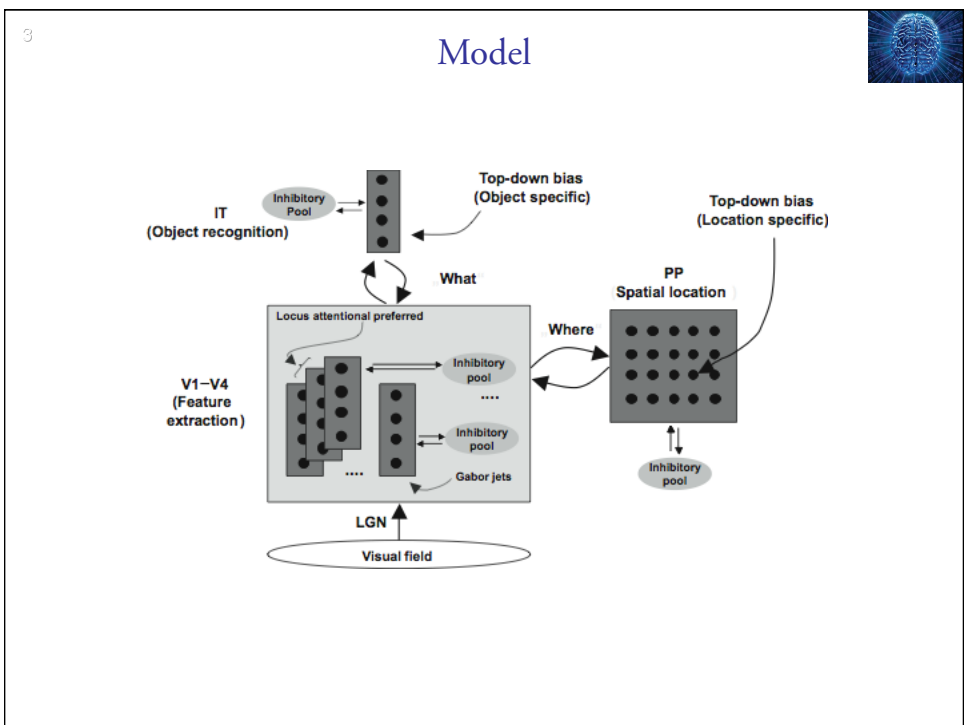 3
Model
Inhibitory
Pool
IT
(Object recognition)
Top-down bias
(Object specific)
Top-down bias
(Location specific)
What
PP
(Spatial location)
Locus attentional preferred
Where
Inhibitory
pool
....
V1–V4
(Feature
extraction)
Inhibitory
pool
....
Gabor jets
Inhibitory
pool
LGN
Visual field